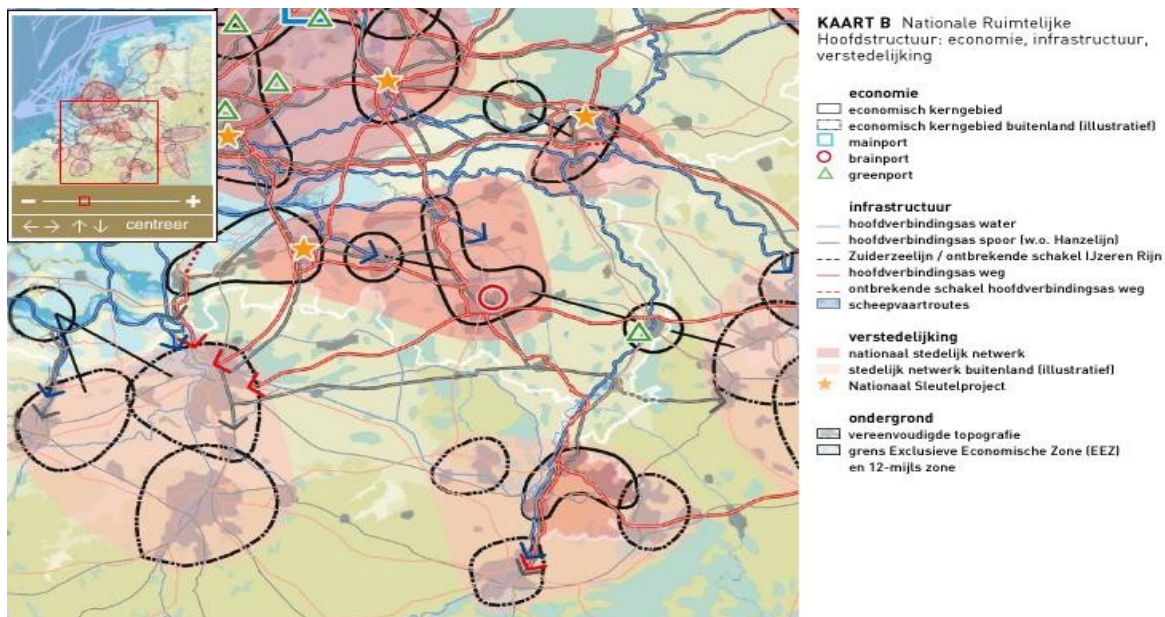 centreer
KAART B Nationale Ruimtelijke
Hoofdstructuur: economie, infrastructuur,
verstedelijking
economie
economisch kerngebied
economisch kerngebied buitenland (illustratief)
mainport
brainport
greenport
infrastructuur
hoofdverbindingsas water
hoofdverbindingsas spoor (w.o. Hanzelijn)
Zuiderzeelijn / ontbrekende schakel IJzeren Rijn
hoofdverbindingsas weg
ontbrekende schakel hoofdverbindingsas weg
scheepvaartroutes
verstedelijking
nationaal stedelijk netwerk
stedelijk netwerk buitenland (illustratief)
Nationaal Sleutelproject
ondergrond
vereenvoudigde topografie
grens Exclusieve Economische Zone (EEZ)
en 12-mijls zone